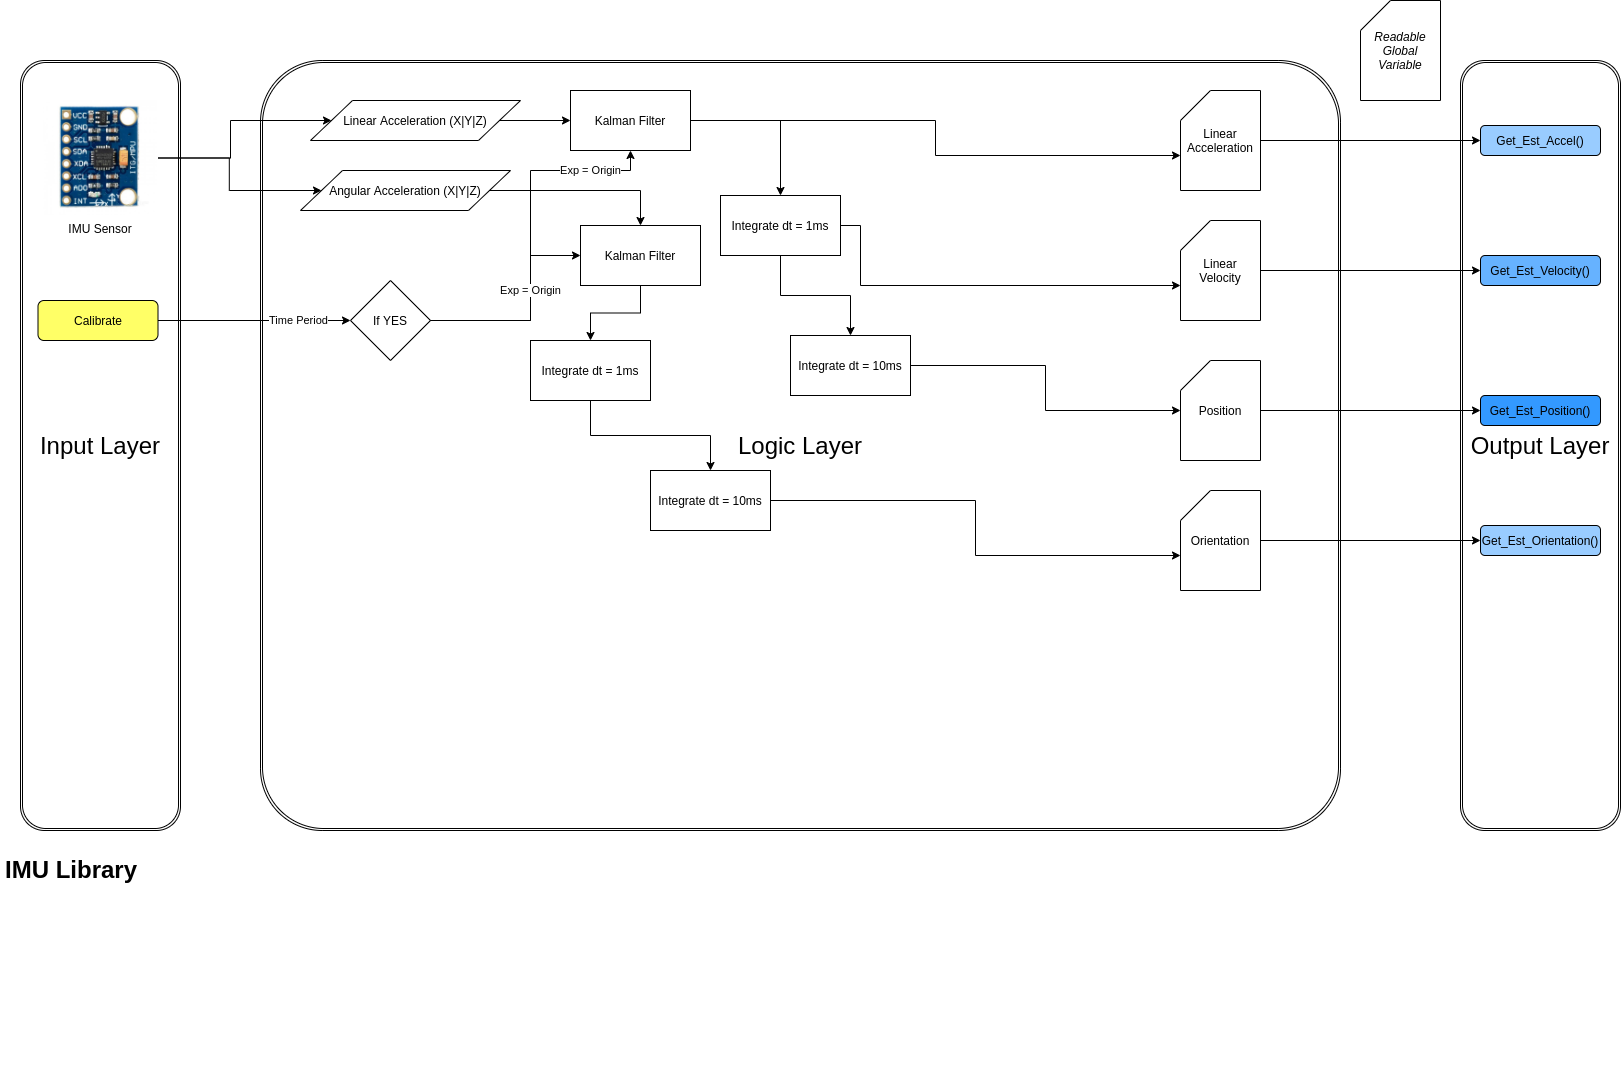 Readable
Global
Variable
VCC
GND
SCL
SDA
XDA
XCL
ADO
INT
ITG/MPU
IMU Sensor
Calibrate
Input Layer
Linear Acceleration (X|Y|Z)
Angular Acceleration (X|Y|Z)
Time Period
If YES
Kalman Filter
Exp = Origin
Kalman Filter
Exp = Origin
Integrate dt = 1ms
Integrate dt = 1ms
Integrate dt = 10ms
Integrate dt = 10ms
Logic Layer
Linear
Acceleration
Linear
Velocity
Position
Orientation
Get_Est_Accel()
Get_Est_Velocity()
Get_Est_Position()
Output Layer
Get_Est_Orientation()
IMU Library